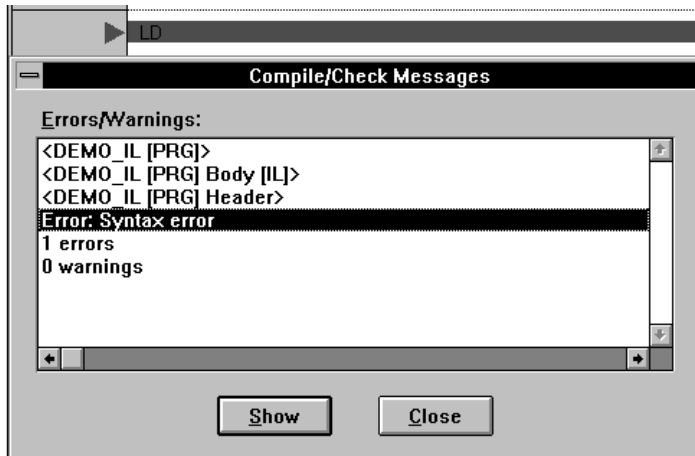 LD
Compile/Check Messages
Errors/Warnings:
<DEMO_IL [PRG]>
<DEMO_IL [PRG] Body [IL]>
<DEMO_IL [PRG] Header>
Error: Syntax error
1 errors
0 warnings
Show
Close